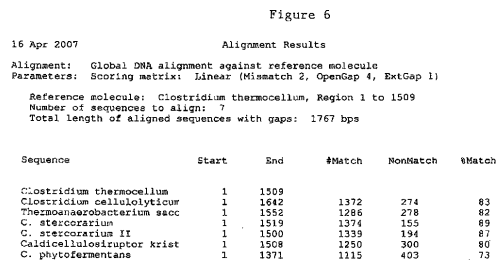 Figure 6
16 Apr 2007 Alignment Results
Alignment: Global DNA alignment against reference molecule
Parameters: Scoring matrix: Linear (Mismatch 2, OpenGap 4, ExtGap 1)
Reference molecule: Clostridium thermocellum, Region 1 to 1509
Number of sequences to align: 7
Total length of aligned sequences with gaps: 1767 bps
Sequence Start End #Match NonMatch %Match
Clostridium thermocellum 1 1509
Clostridium cellulolyticum 1 1642 1372 274 83
Thermoanaerobacterium sacc 1 1552 1286 278 82
C. stercorarium 1 1519 1374 155 89
C. stercorarium II 1 1500 1339 194 87
Caldicellulosiruptor krist 1 1508 1250 300 80
C. phytofermentans 1 1371 1115 403 73